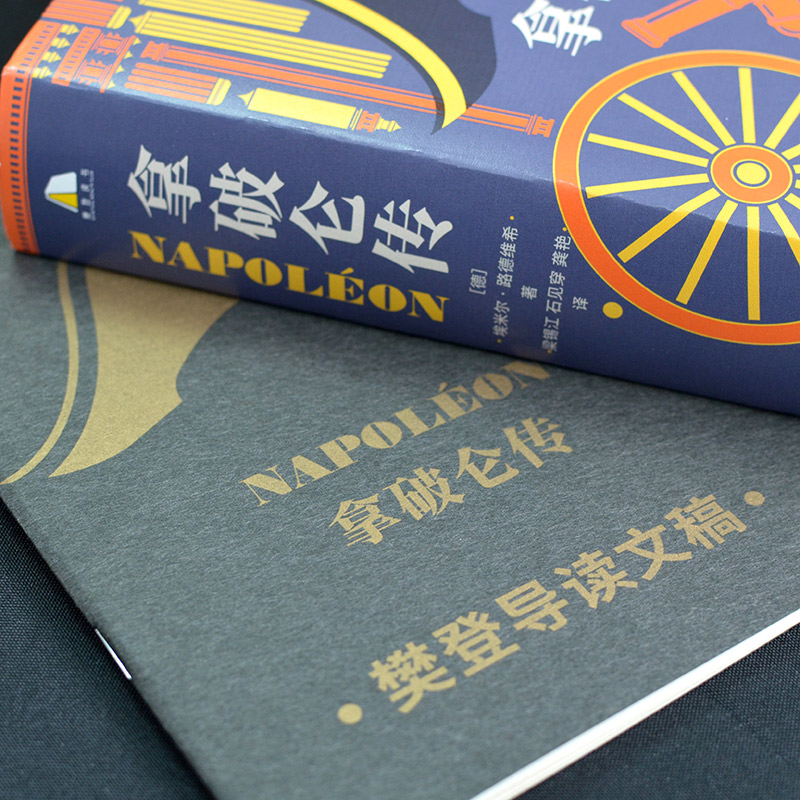 拿
拿破仑传
NAPOLÉON
[德]
·埃米尔·路德维希·
著
·梁锡江 石见穿 龚艳·
译
NAPOLÉON
拿破仑传
·樊登导读文稿·